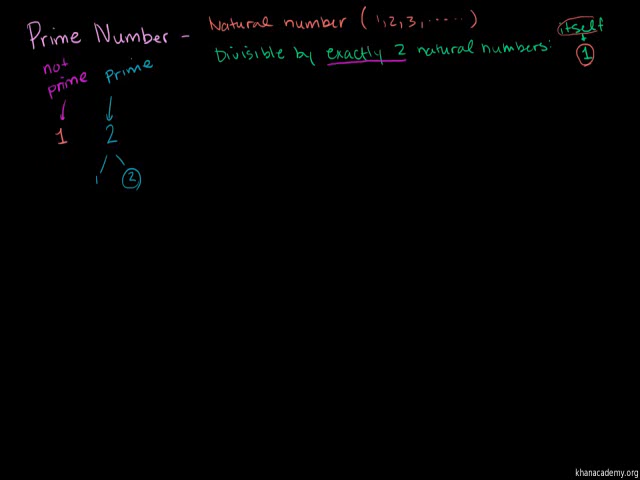 Prime Number - Natural number (1,2,3,.....)
Divisible by exactly 2 natural numbers: itself
1
not prime
prime
1 2
1 2
khanacademy.org